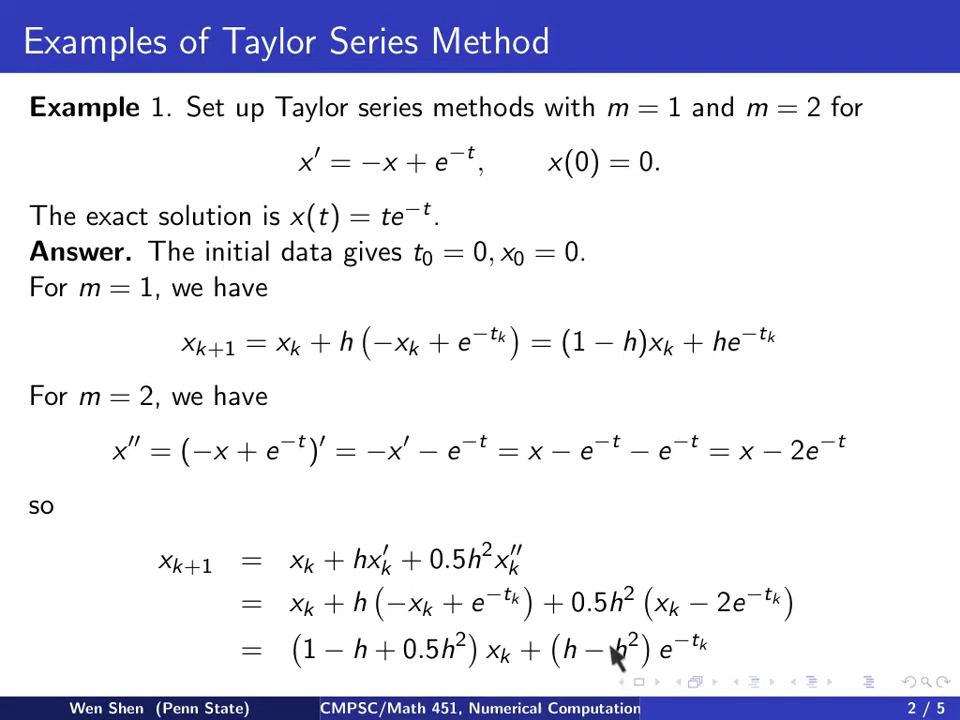 Examples of Taylor Series Method
Example 1. Set up Taylor series methods with m = 1 and m = 2 for
x′ = −x + e^{−t}, x(0) = 0.
The exact solution is x(t) = te^{−t}.
Answer. The initial data gives t₀ = 0, x₀ = 0.
For m = 1, we have
x_{k+1} = x_k + h (−x_k + e^{−t_k}) = (1 − h)x_k + he^{−t_k}
For m = 2, we have
x″ = (−x + e^{−t})′ = −x′ − e^{−t} = x − e^{−t} − e^{−t} = x − 2e^{−t}
so
x_{k+1} = x_k + hx′_k + 0.5h²x″_k
= x_k + h (−x_k + e^{−t_k}) + 0.5h² (x_k − 2e^{−t_k})
= (1 − h + 0.5h²) x_k + (h − h²) e^{−t_k}
Wen Shen (Penn State) CMPSC/Math 451, Numerical Computation 2 / 5